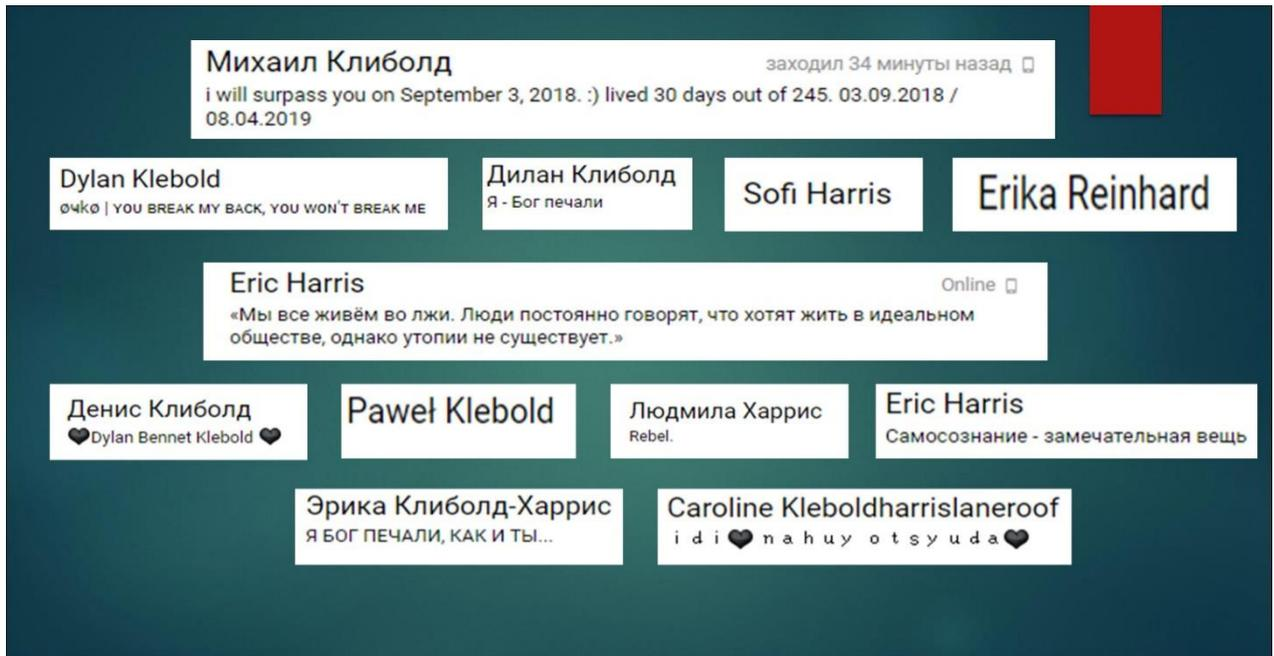 Михаил Клиболд
заходил 34 минуты назад
i will surpass you on September 3, 2018. :) lived 30 days out of 245. 03.09.2018 /
08.04.2019
Dylan Klebold
øҹkø | YOU BREAK MY BACK, YOU WON'T BREAK ME
Дилан Клиболд
Я - Бог печали
Sofi Harris
Erika Reinhard
Eric Harris
Online
«Мы все живём во лжи. Люди постоянно говорят, что хотят жить в идеальном
обществе, однако утопии не существует.»
Денис Клиболд
🖤Dylan Bennet Klebold 🖤
Paweł Klebold
Людмила Харрис
Rebel.
Eric Harris
Самосознание - замечательная вещь
Эрика Клиболд-Харрис
Я БОГ ПЕЧАЛИ, КАК И ТЫ...
Caroline Kleboldharrislaneroof
i d i 🖤 n a h u y o t s y u d a 🖤